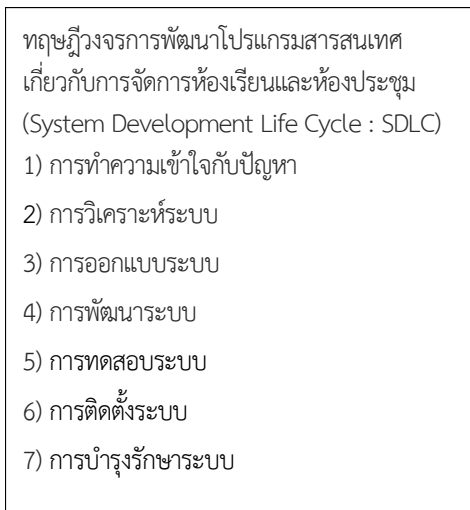 ทฤษฎีวงจรการพัฒนาโปรแกรมสารสนเทศ
เกี่ยวกับการจัดการห้องเรียนและห้องประชุม
(System Development Life Cycle : SDLC)
1) การทำความเข้าใจกับปัญหา
2) การวิเคราะห์ระบบ
3) การออกแบบระบบ
4) การพัฒนาระบบ
5) การทดสอบระบบ
6) การติดตั้งระบบ
7) การบำรุงรักษาระบบ